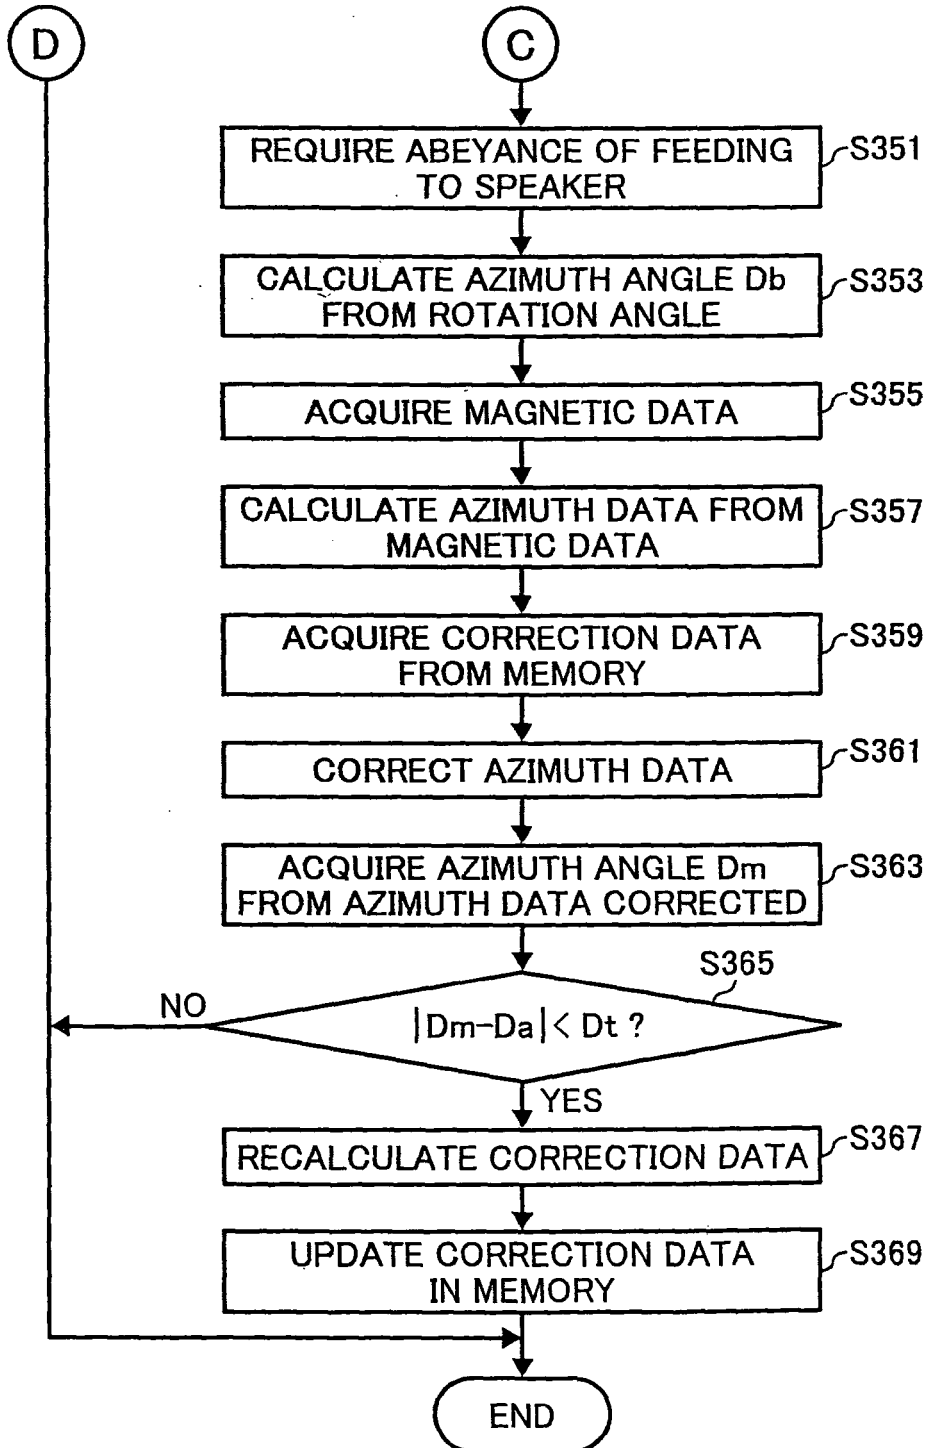 D
C
REQUIRE ABEYANCE OF FEEDING
TO SPEAKER
S351
CALCULATE AZIMUTH ANGLE Db
FROM ROTATION ANGLE
S353
ACQUIRE MAGNETIC DATA
S355
CALCULATE AZIMUTH DATA FROM
MAGNETIC DATA
S357
ACQUIRE CORRECTION DATA
FROM MEMORY
S359
CORRECT AZIMUTH DATA
S361
ACQUIRE AZIMUTH ANGLE Dm
FROM AZIMUTH DATA CORRECTED
S363
S365
NO
|Dm-Da|< Dt ?
YES
RECALCULATE CORRECTION DATA
S367
UPDATE CORRECTION DATA
IN MEMORY
S369
END